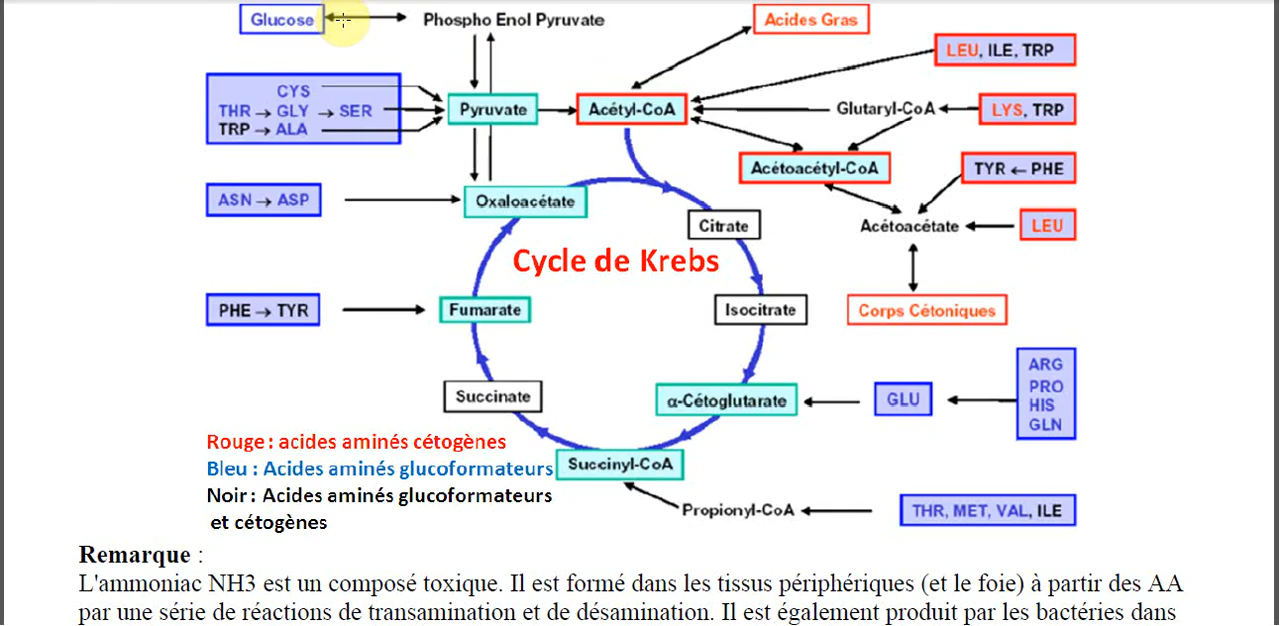 Glucose
Phospho Enol Pyruvate
Acides Gras
LEU, ILE, TRP
CYS
THR → GLY → SER
TRP → ALA
Pyruvate
Acétyl-CoA
Glutaryl-CoA
LYS, TRP
Acétoacétyl-CoA
TYR ← PHE
ASN → ASP
Oxaloacétate
Citrate
Acétoacétate
LEU
Cycle de Krebs
PHE → TYR
Fumarate
Isocitrate
Corps Cétoniques
Succinate
α-Cétoglutarate
GLU
ARG
PRO
HIS
GLN
Rouge : acides aminés cétogènes
Bleu : Acides aminés glucoformateurs
Noir : Acides aminés glucoformateurs
et cétogènes
Succinyl-CoA
Propionyl-CoA
THR, MET, VAL, ILE
Remarque :
L'ammoniac NH3 est un composé toxique. Il est formé dans les tissus périphériques (et le foie) à partir des AA
par une série de réactions de transamination et de désamination. Il est également produit par les bactéries dans